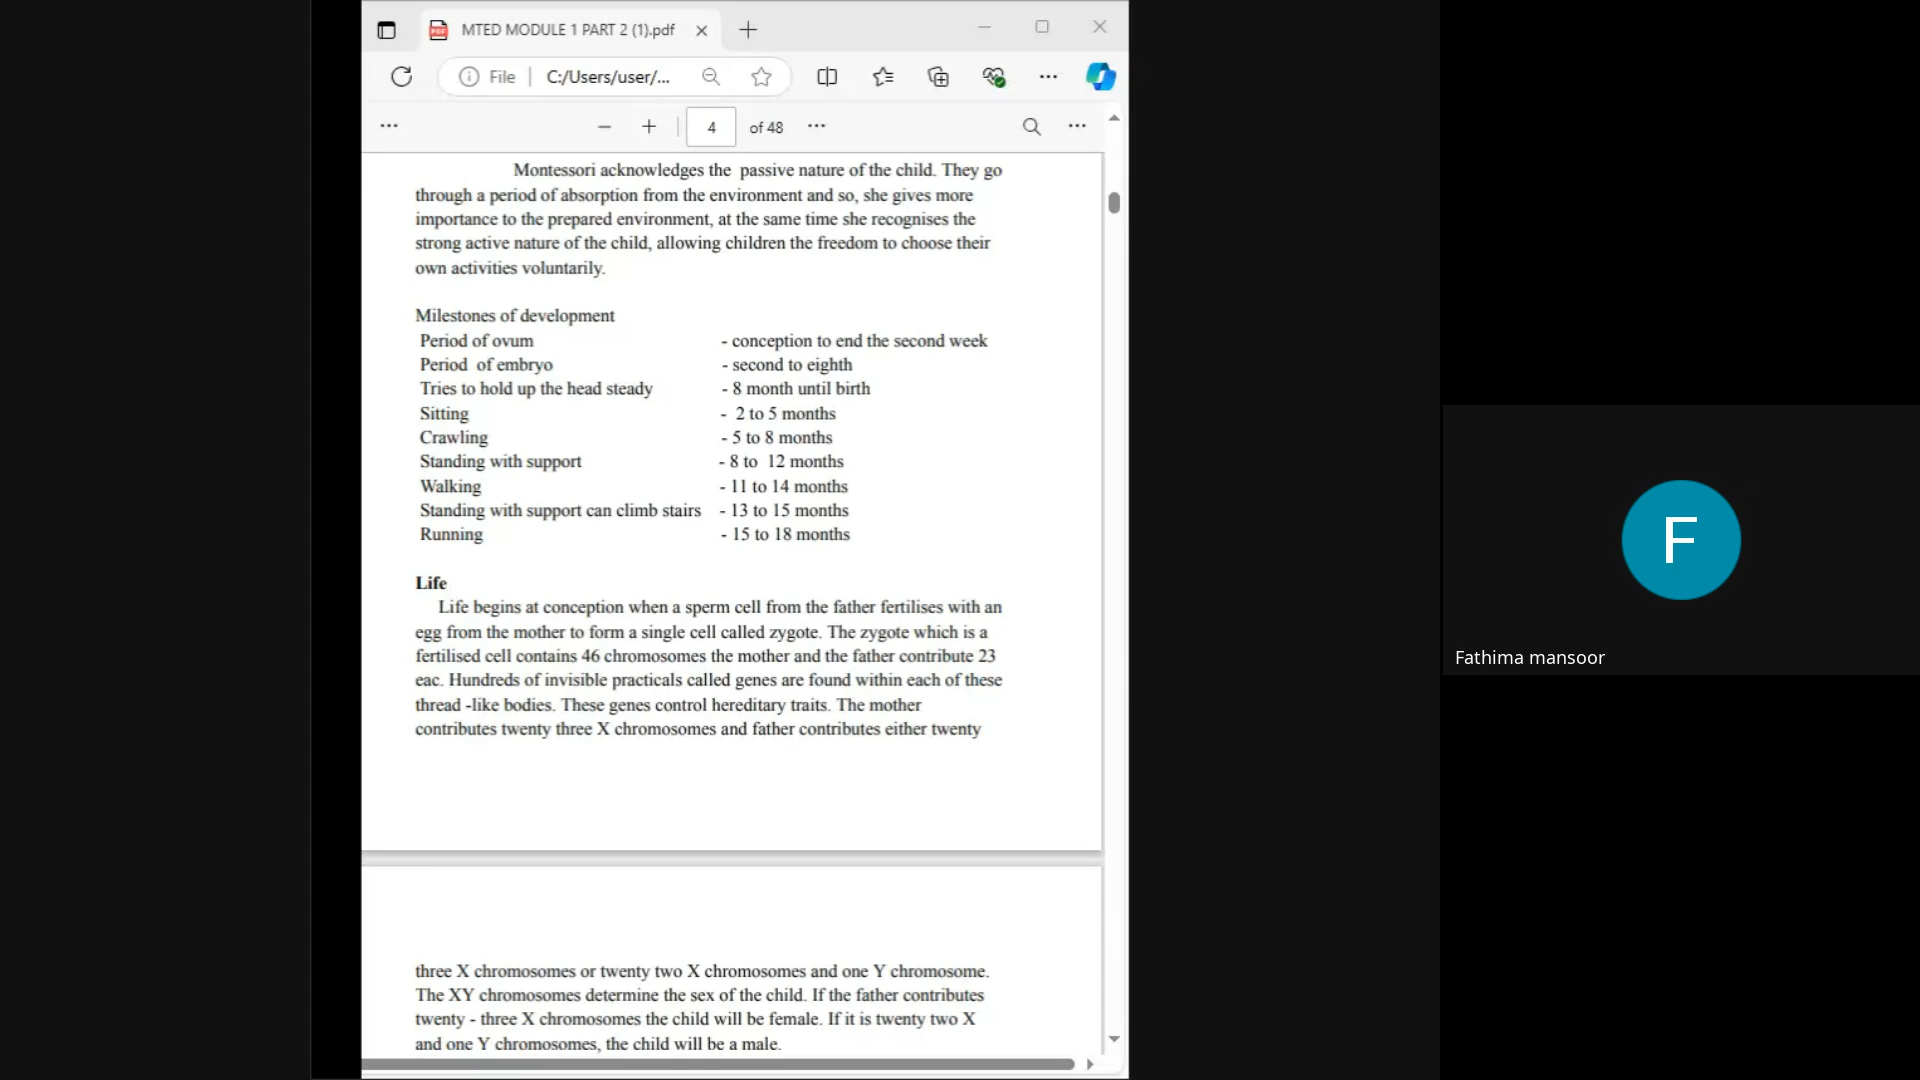 MTED MODULE 1 PART 2 (1).pdf
File
C:/Users/user/...
4 of 48
Montessori acknowledges the passive nature of the child. They go
through a period of absorption from the environment and so, she gives more
importance to the prepared environment, at the same time she recognises the
strong active nature of the child, allowing children the freedom to choose their
own activities voluntarily.
Milestones of development
Period of ovum - conception to end the second week
Period of embryo - second to eighth
Tries to hold up the head steady - 8 month until birth
Sitting - 2 to 5 months
Crawling - 5 to 8 months
Standing with support - 8 to 12 months
Walking - 11 to 14 months
Standing with support can climb stairs - 13 to 15 months
Running - 15 to 18 months
Life
Life begins at conception when a sperm cell from the father fertilises with an
egg from the mother to form a single cell called zygote. The zygote which is a
fertilised cell contains 46 chromosomes the mother and the father contribute 23
eac. Hundreds of invisible practicals called genes are found within each of these
thread -like bodies. These genes control hereditary traits. The mother
contributes twenty three X chromosomes and father contributes either twenty
three X chromosomes or twenty two X chromosomes and one Y chromosome.
The XY chromosomes determine the sex of the child. If the father contributes
twenty - three X chromosomes the child will be female. If it is twenty two X
and one Y chromosomes, the child will be a male.
F
Fathima mansoor